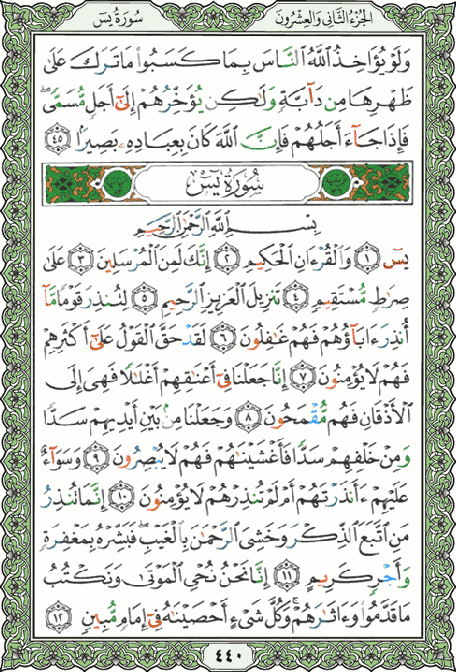 سُورَةُ يسٓ الجُزْءُ الثَّانِي وَالعِشْرُونَ
وَلَوۡ يُؤَاخِذُ ٱللَّهُ ٱلنَّاسَ بِمَا كَسَبُواْ مَا تَرَكَ عَلَىٰ
ظَهۡرِهَا مِن دَآبَّةٖ وَلَٰكِن يُؤَخِّرُهُمۡ إِلَىٰٓ أَجَلٖ مُّسَمّٗىۖ
فَإِذَا جَآءَ أَجَلُهُمۡ فَإِنَّ ٱللَّهَ كَانَ بِعِبَادِهِۦ بَصِيرَۢا ٤٥
سُورَةُ يسٓ
بِسۡمِ ٱللَّهِ ٱلرَّحۡمَٰنِ ٱلرَّحِيمِ
يسٓ ١ وَٱلۡقُرۡءَانِ ٱلۡحَكِيمِ ٢ إِنَّكَ لَمِنَ ٱلۡمُرۡسَلِينَ ٣ عَلَىٰ
صِرَٰطٖ مُّسۡتَقِيمٖ ٤ تَنزِيلَ ٱلۡعَزِيزِ ٱلرَّحِيمِ ٥ لِتُنذِرَ قَوۡمٗا مَّآ
أُنذِرَ ءَابَآؤُهُمۡ فَهُمۡ غَٰفِلُونَ ٦ لَقَدۡ حَقَّ ٱلۡقَوۡلُ عَلَىٰٓ أَكۡثَرِهِمۡ
فَهُمۡ لَا يُؤۡمِنُونَ ٧ إِنَّا جَعَلۡنَا فِيٓ أَعۡنَٰقِهِمۡ أَغۡلَٰلٗا فَهِيَ إِلَى
ٱلۡأَذۡقَانِ فَهُم مُّقۡمَحُونَ ٨ وَجَعَلۡنَا مِنۢ بَيۡنِ أَيۡدِيهِمۡ سَدّٗا
وَمِنۡ خَلۡفِهِمۡ سَدّٗا فَأَغۡشَيۡنَٰهُمۡ فَهُمۡ لَا يُبۡصِرُونَ ٩ وَسَوَآءٌ
عَلَيۡهِمۡ ءَأَنذَرۡتَهُمۡ أَمۡ لَمۡ تُنذِرۡهُمۡ لَا يُؤۡمِنُونَ ١٠ إِنَّمَا تُنذِرُ
مَنِ ٱتَّبَعَ ٱلذِّكۡرَ وَخَشِيَ ٱلرَّحۡمَٰنَ بِٱلۡغَيۡبِۖ فَبَشِّرۡهُ بِمَغۡفِرَةٖ
وَأَجۡرٖ كَرِيمٍ ١١ إِنَّا نَحۡنُ نُحۡيِ ٱلۡمَوۡتَىٰ وَنَكۡتُبُ
مَا قَدَّمُواْ وَءَاثَٰرَهُمۡۚ وَكُلَّ شَيۡءٍ أَحۡصَيۡنَٰهُ فِيٓ إِمَامٖ مُّبِينٖ ١٢
٤٤٠